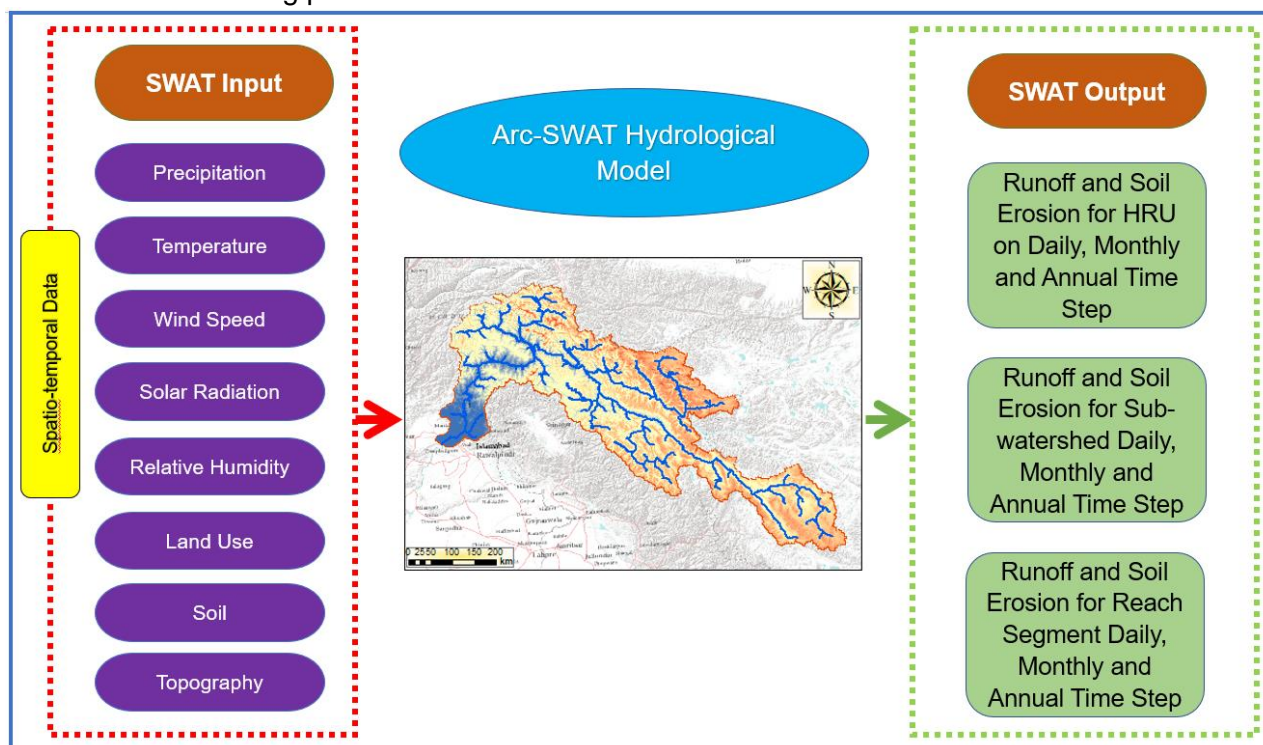 SWAT Input
Precipitation
Temperature
Wind Speed
Solar Radiation
Relative Humidity
Land Use
Soil
Topography
Spatio-temporal Data
Arc-SWAT Hydrological
Model
N
W E
S
Islamabad
Rawalpindi
Lahore
0 25 50 100 150 200
km
SWAT Output
Runoff and Soil
Erosion for HRU
on Daily, Monthly
and Annual Time
Step
Runoff and Soil
Erosion for Sub-
watershed Daily,
Monthly and
Annual Time Step
Runoff and Soil
Erosion for Reach
Segment Daily,
Monthly and
Annual Time Step